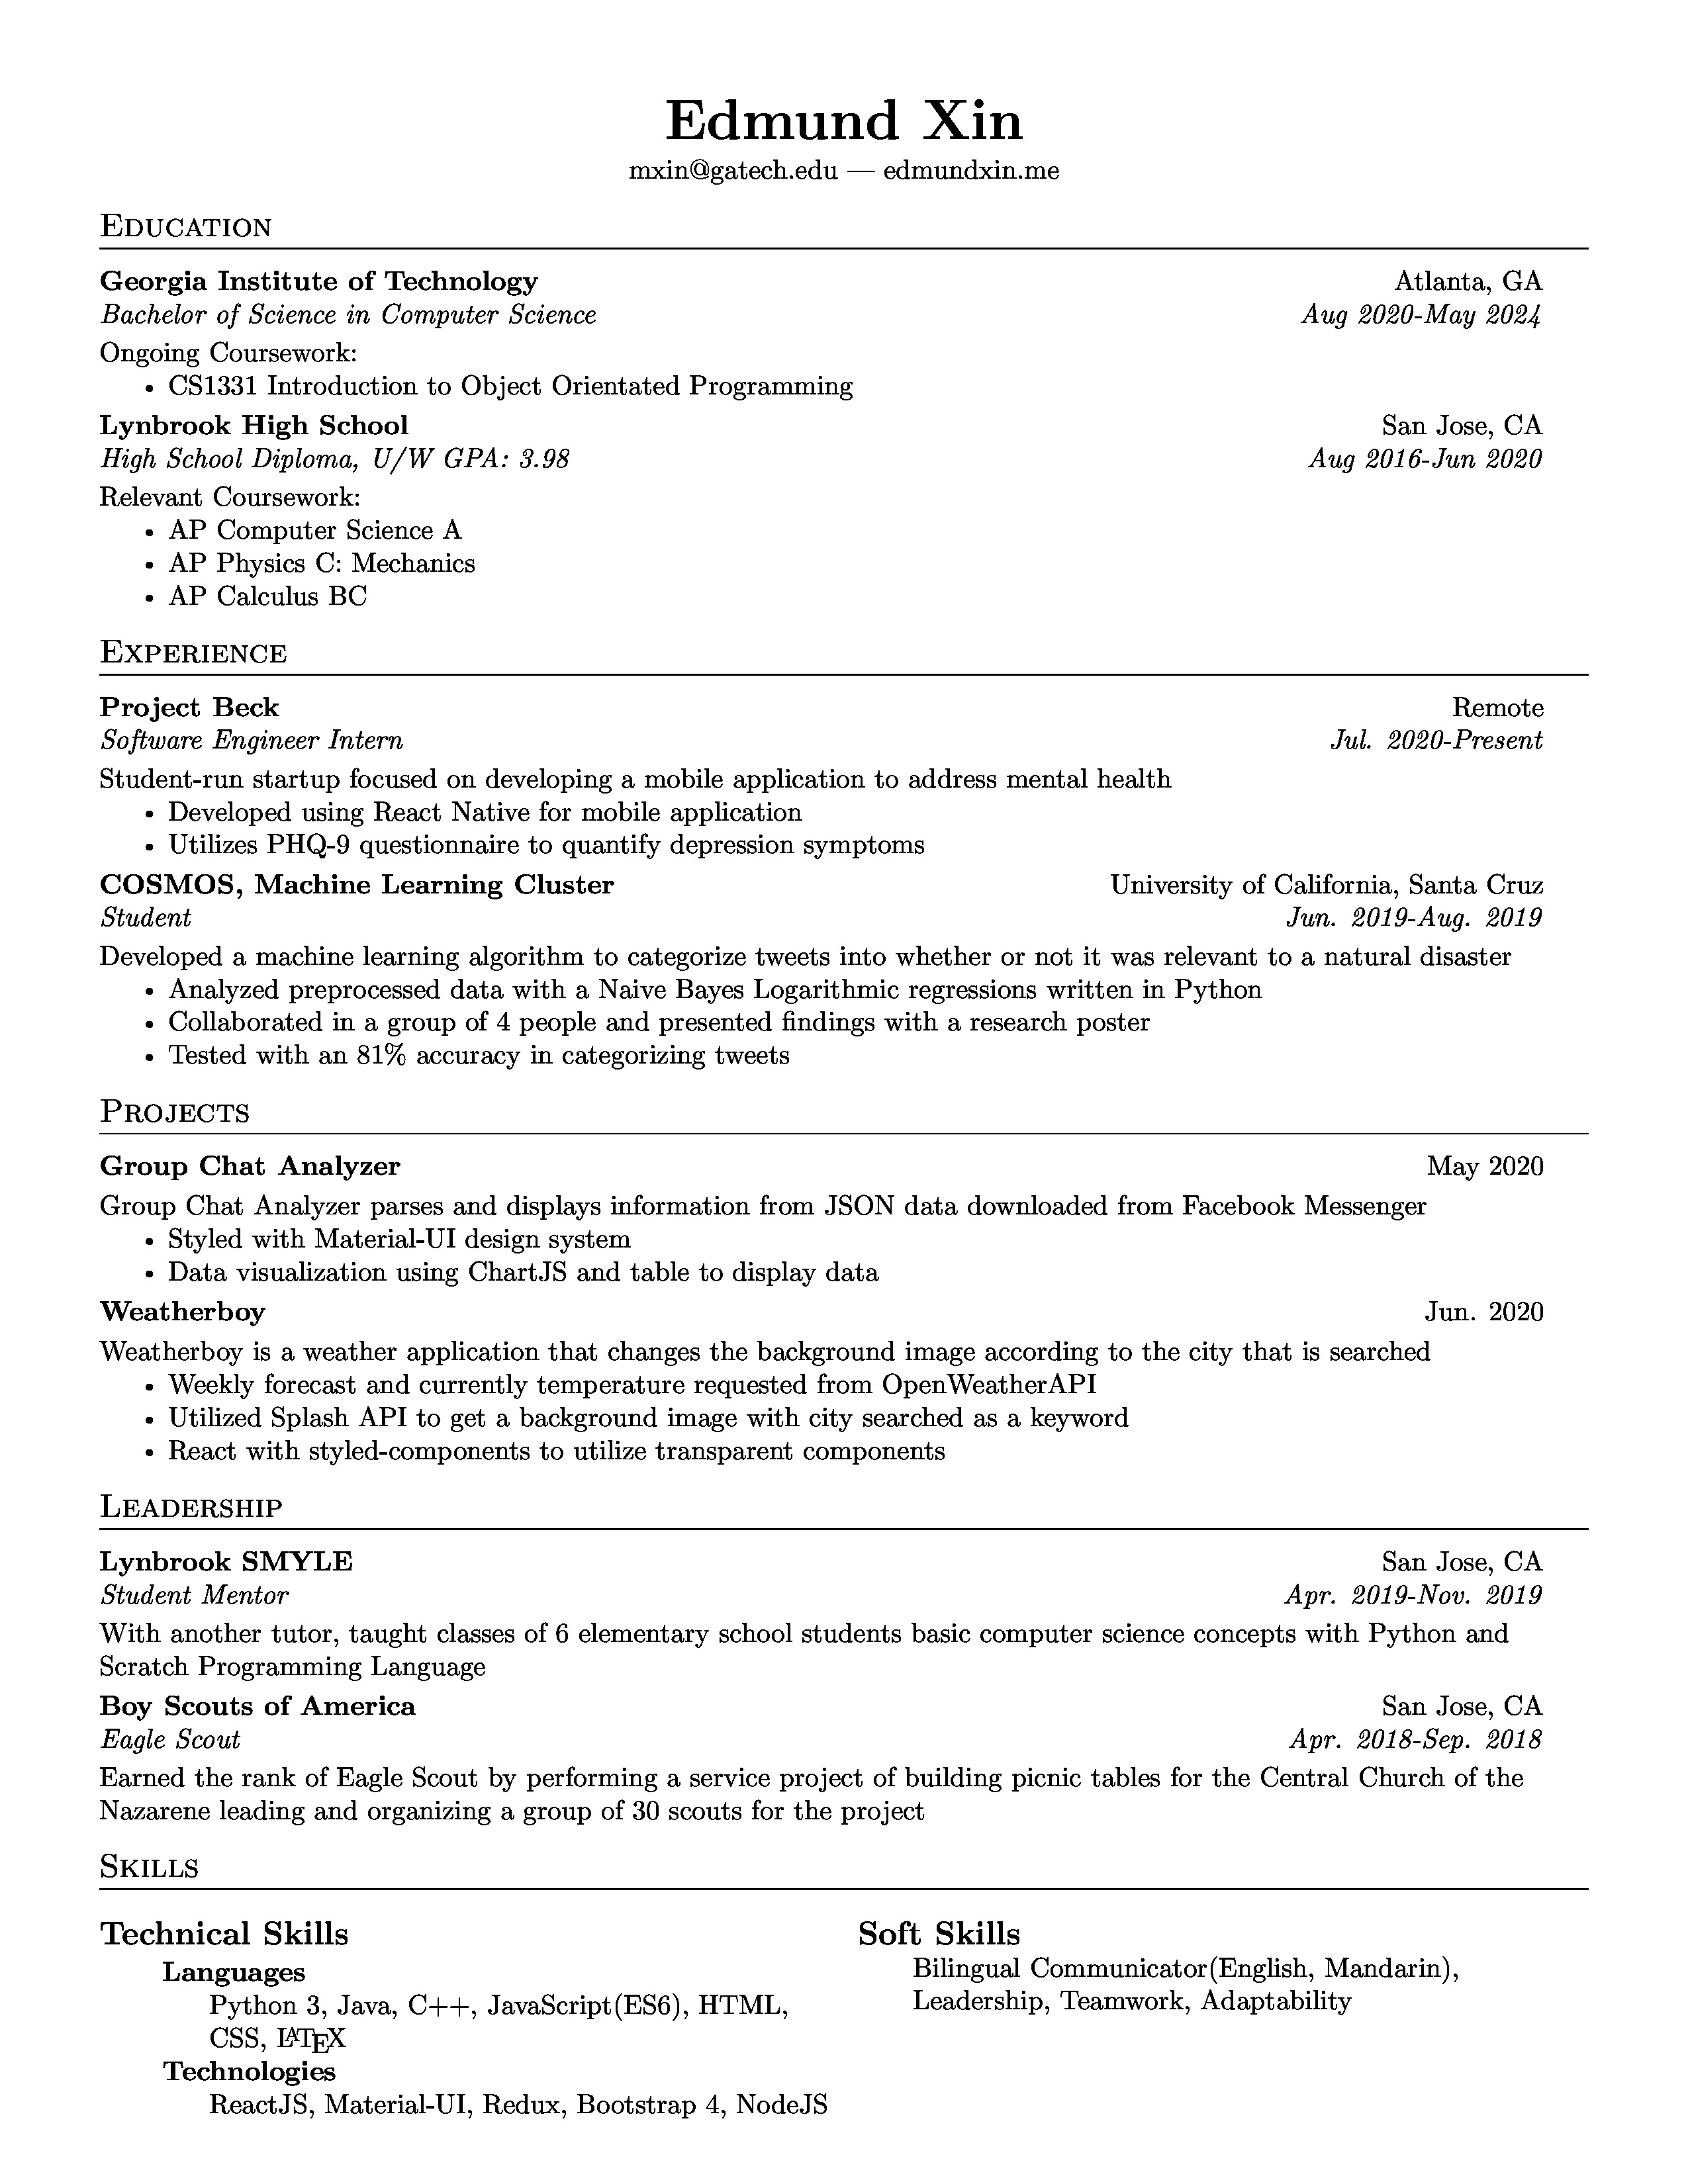 Edmund Xin
mxin@gatech.edu — edmundxin.me
EDUCATION
Georgia Institute of Technology Atlanta, GA
Bachelor of Science in Computer Science Aug 2020-May 2024
Ongoing Coursework:
• CS1331 Introduction to Object Orientated Programming
Lynbrook High School San Jose, CA
High School Diploma, U/W GPA: 3.98 Aug 2016-Jun 2020
Relevant Coursework:
• AP Computer Science A
• AP Physics C: Mechanics
• AP Calculus BC
EXPERIENCE
Project Beck Remote
Software Engineer Intern Jul. 2020-Present
Student-run startup focused on developing a mobile application to address mental health
• Developed using React Native for mobile application
• Utilizes PHQ-9 questionnaire to quantify depression symptoms
COSMOS, Machine Learning Cluster University of California, Santa Cruz
Student Jun. 2019-Aug. 2019
Developed a machine learning algorithm to categorize tweets into whether or not it was relevant to a natural disaster
• Analyzed preprocessed data with a Naive Bayes Logarithmic regressions written in Python
• Collaborated in a group of 4 people and presented findings with a research poster
• Tested with an 81% accuracy in categorizing tweets
PROJECTS
Group Chat Analyzer May 2020
Group Chat Analyzer parses and displays information from JSON data downloaded from Facebook Messenger
• Styled with Material-UI design system
• Data visualization using ChartJS and table to display data
Weatherboy Jun. 2020
Weatherboy is a weather application that changes the background image according to the city that is searched
• Weekly forecast and currently temperature requested from OpenWeatherAPI
• Utilized Splash API to get a background image with city searched as a keyword
• React with styled-components to utilize transparent components
LEADERSHIP
Lynbrook SMYLE San Jose, CA
Student Mentor Apr. 2019-Nov. 2019
With another tutor, taught classes of 6 elementary school students basic computer science concepts with Python and
Scratch Programming Language
Boy Scouts of America San Jose, CA
Eagle Scout Apr. 2018-Sep. 2018
Earned the rank of Eagle Scout by performing a service project of building picnic tables for the Central Church of the
Nazarene leading and organizing a group of 30 scouts for the project
SKILLS
Technical Skills
Languages
Python 3, Java, C++, JavaScript(ES6), HTML,
CSS, LATEX
Technologies
ReactJS, Material-UI, Redux, Bootstrap 4, NodeJS
Soft Skills
Bilingual Communicator(English, Mandarin),
Leadership, Teamwork, Adaptability